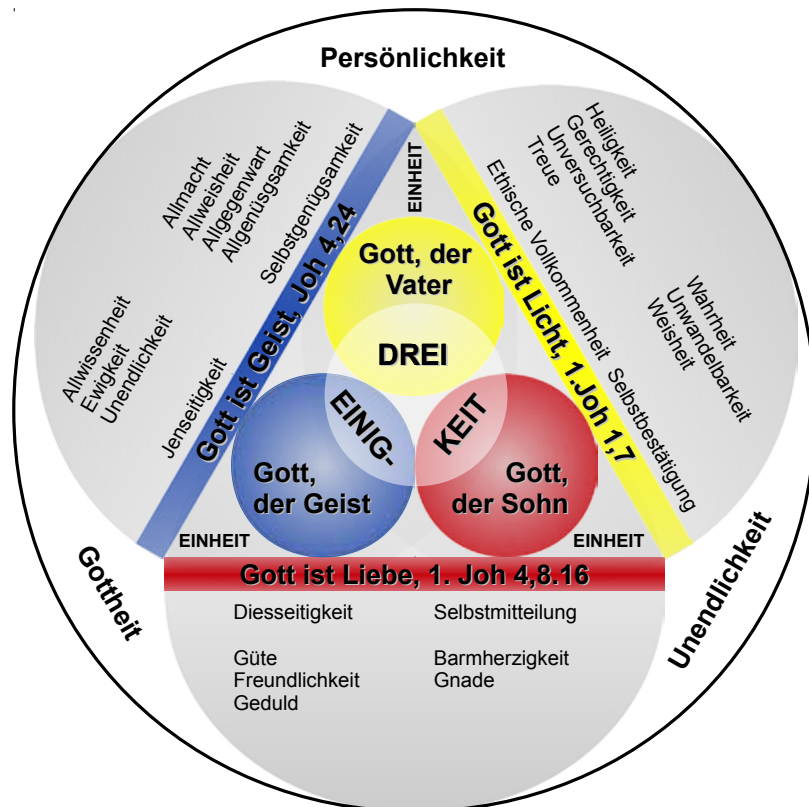 Persönlichkeit
Allmacht
Allweisheit
Allgegenwart
Allgenüsgsamkeit
Selbstgenügsamkeit
Allwissenheit
Ewigkeit
Unendlichkeit
Jenseitigkeit
Gott ist Geist, Joh 4,24
EINHEIT
Gott, der
Vater
DREI
EINIG-
KEIT
Gott,
der Geist
Gott,
der Sohn
Heiligkeit
Gerechtigkeit
Unversuchbarkeit
Treue
Ethische Vollkommenheit
Gott ist Licht, 1.Joh 1,7
Wahrheit
Unwandelbarkeit
Weisheit
Selbstbestätigung
EINHEIT
EINHEIT
Gott ist Liebe, 1. Joh 4,8.16
Gottheit
Unendlichkeit
Diesseitigkeit
Selbstmitteilung
Güte
Freundlichkeit
Geduld
Barmherzigkeit
Gnade